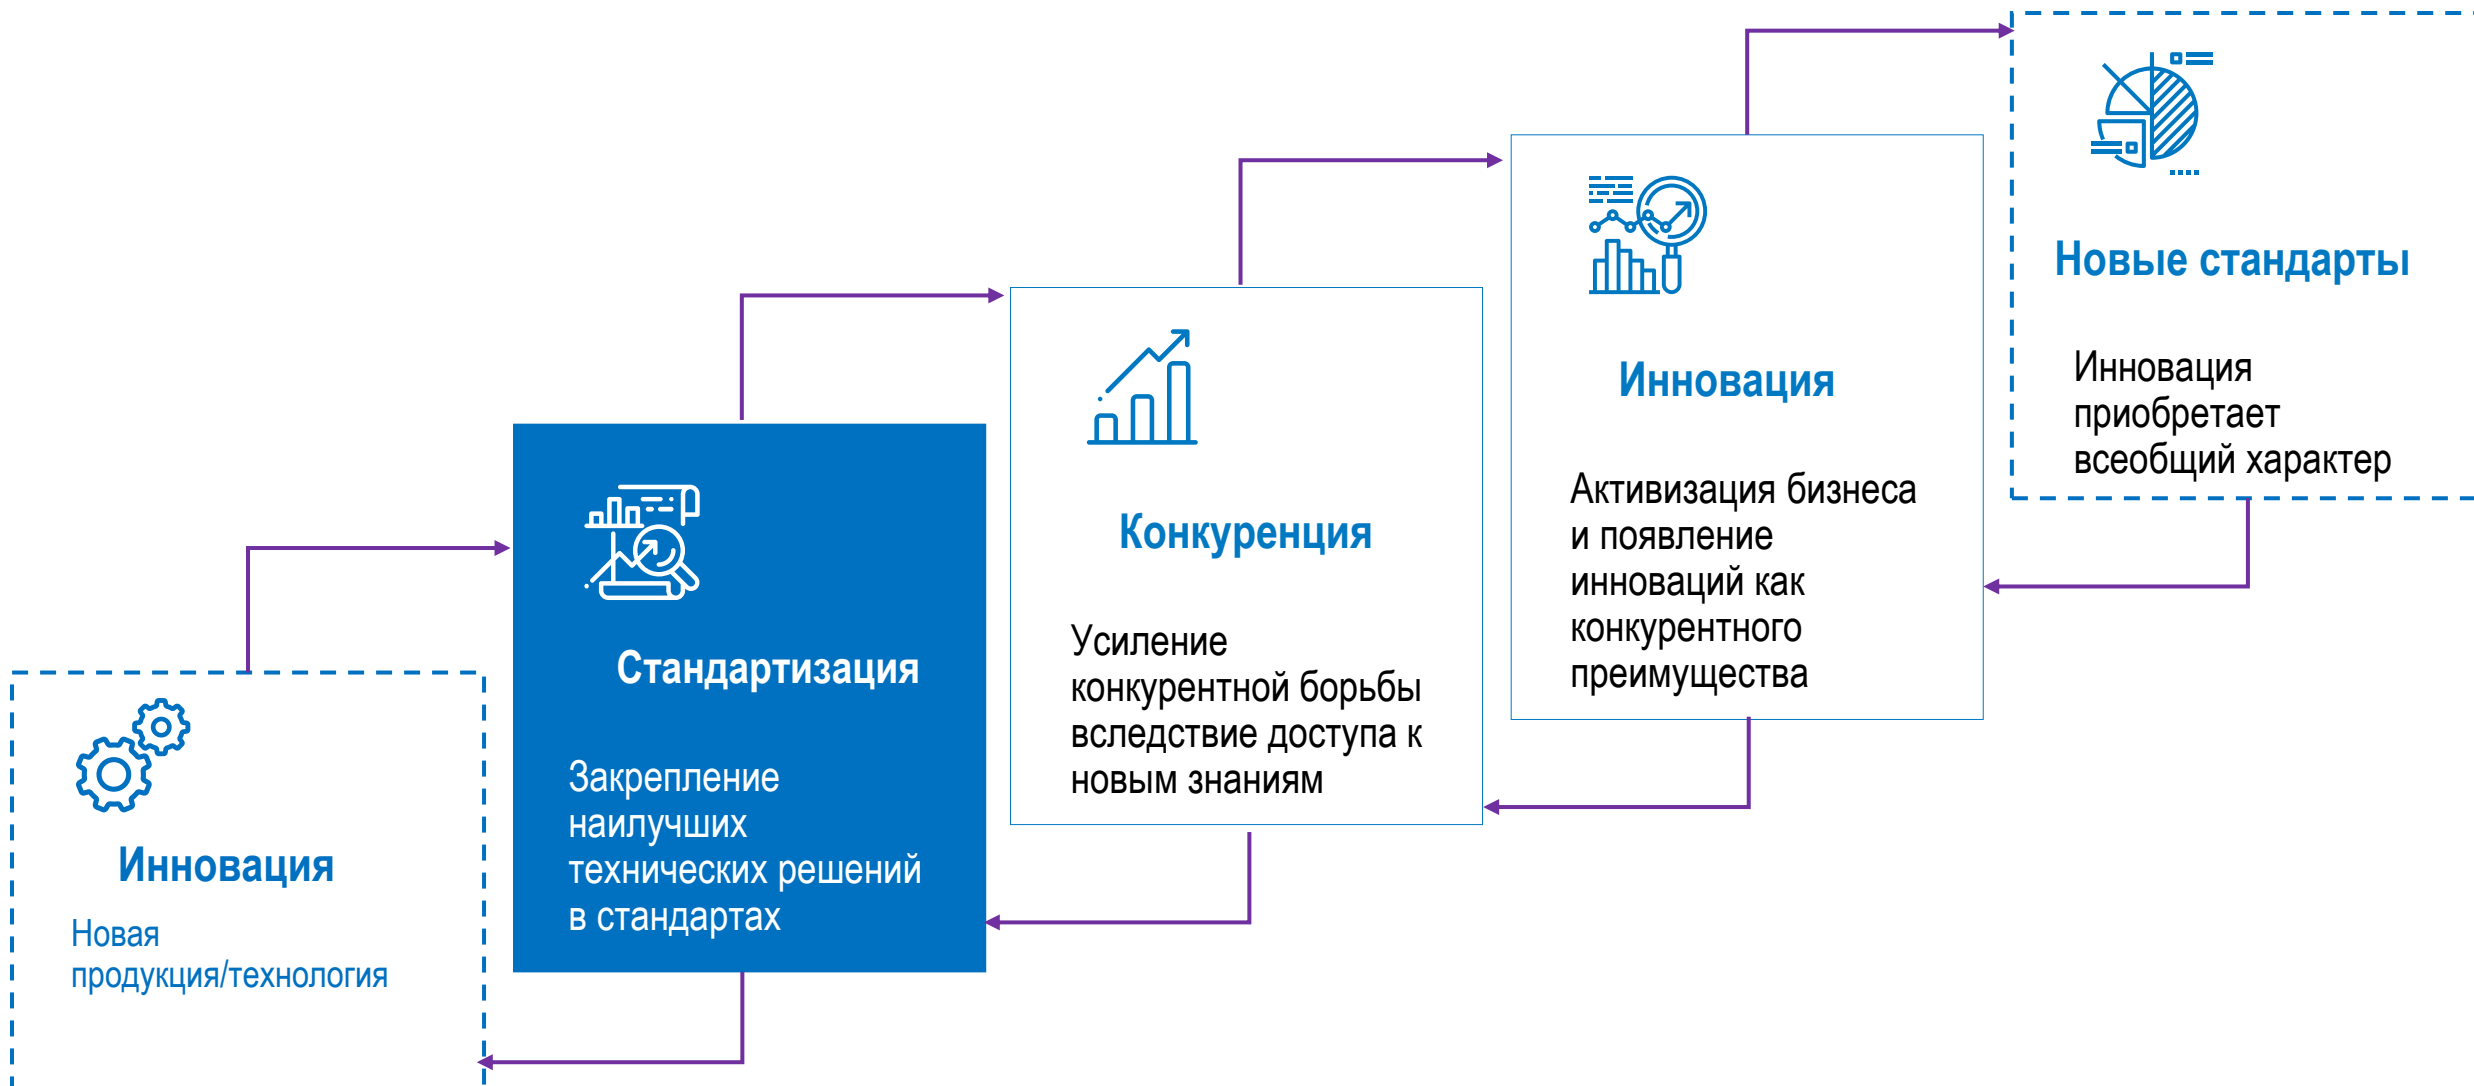 Инновация
Новая
продукция/технология
Стандартизация
Закрепление
наилучших
технических решений
в стандартах
Конкуренция
Усиление
конкурентной борьбы
вследствие доступа к
новым знаниям
Инновация
Активизация бизнеса
и появление
инноваций как
конкурентного
преимущества
Новые стандарты
Инновация
приобретает
всеобщий характер